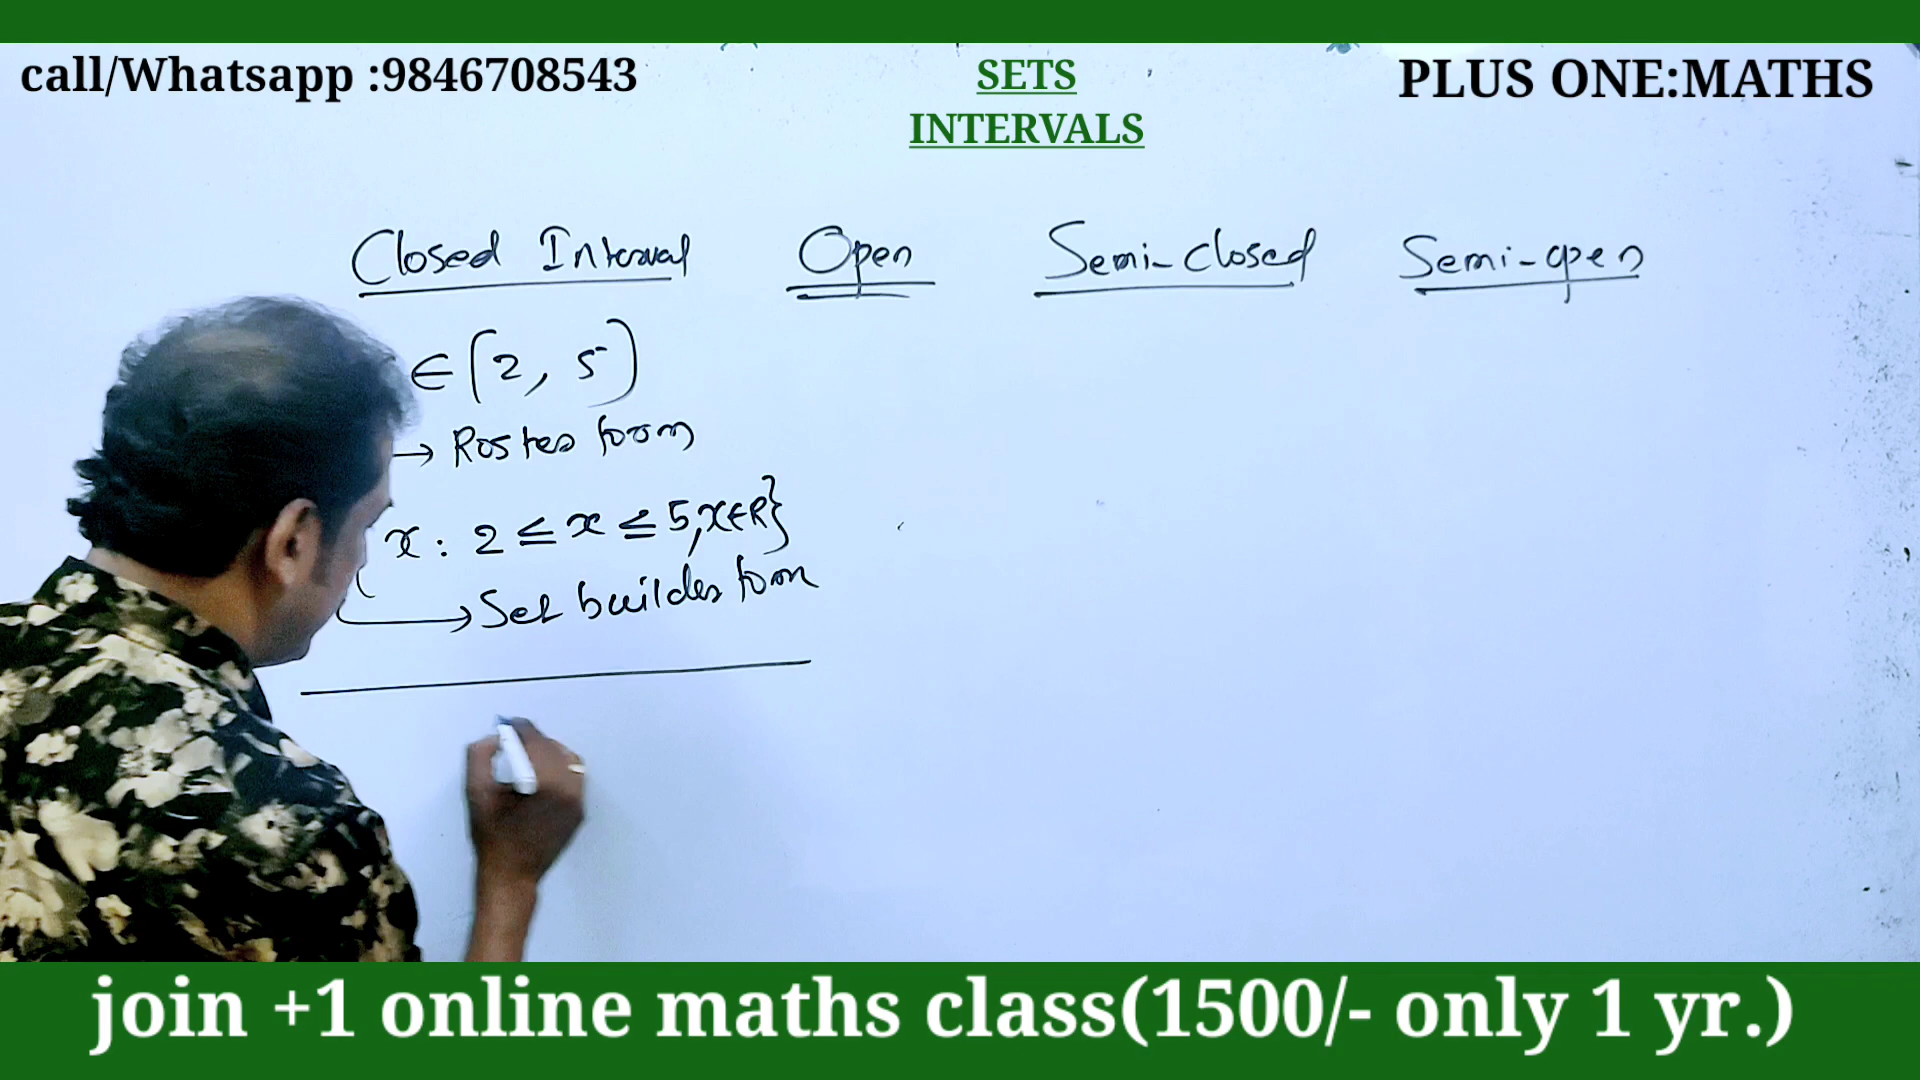 call/Whatsapp :9846708543
SETS
INTERVALS
PLUS ONE:MATHS
Closed Interval
Open
Semi-closed
Semi-open
∈ [2, 5]
→ Roster form
x : 2 ≤ x ≤ 5, x∈R}
→ Set builder form
join +1 online maths class(1500/- only 1 yr.)